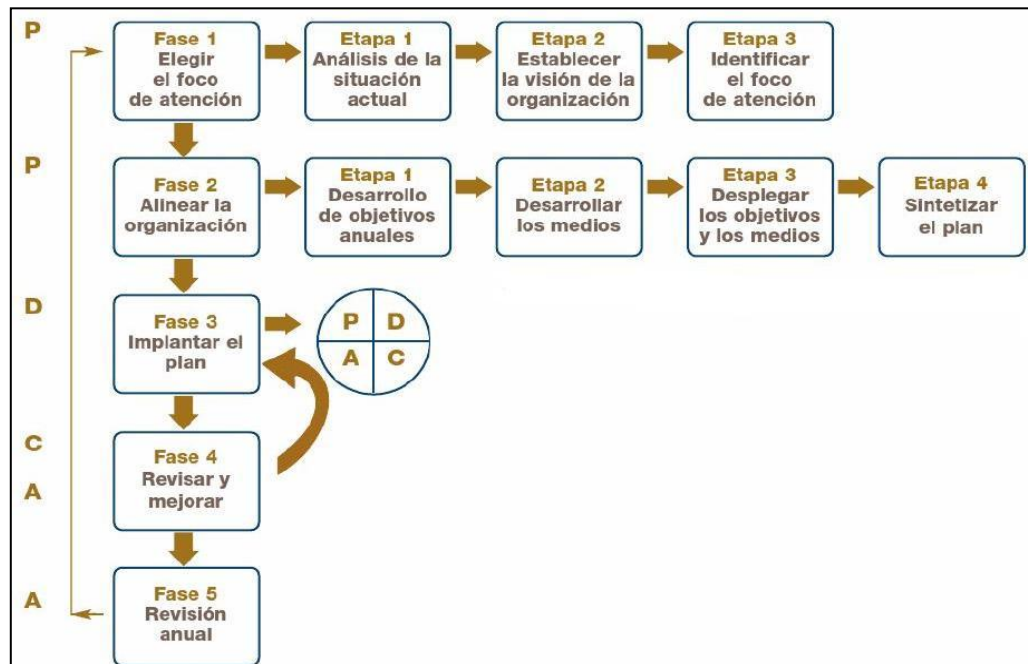 P
Fase 1
Elegir
el foco
de atención
Etapa 1
Análisis de la
situación
actual
Etapa 2
Establecer
la visión de la
organización
Etapa 3
Identificar
el foco
de atención
P
Fase 2
Alinear la
organización
Etapa 1
Desarrollo
de objetivos
anuales
Etapa 2
Desarrollar
los medios
Etapa 3
Desplegar
los objetivos
y los medios
Etapa 4
Sintetizar
el plan
D
Fase 3
Implantar el
plan
P D
A C
C
A
Fase 4
Revisar y
mejorar
A
Fase 5
Revisión
anual